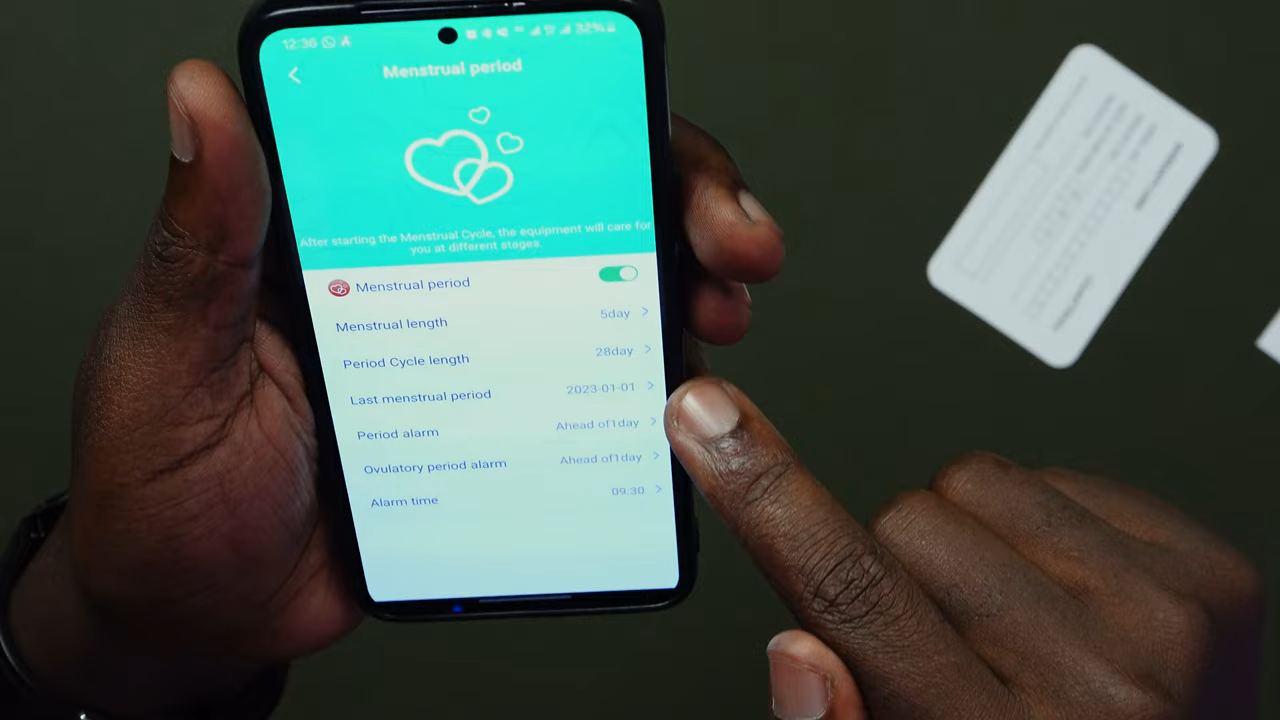 12:36
32%
Menstrual period
After starting the Menstrual Cycle, the equipment will care for
you at different stages.
Menstrual period
Menstrual length 5day
Period Cycle length 28day
Last menstrual period 2023-01-01
Period alarm Ahead of1day
Ovulatory period alarm Ahead of1day
Alarm time 09:30